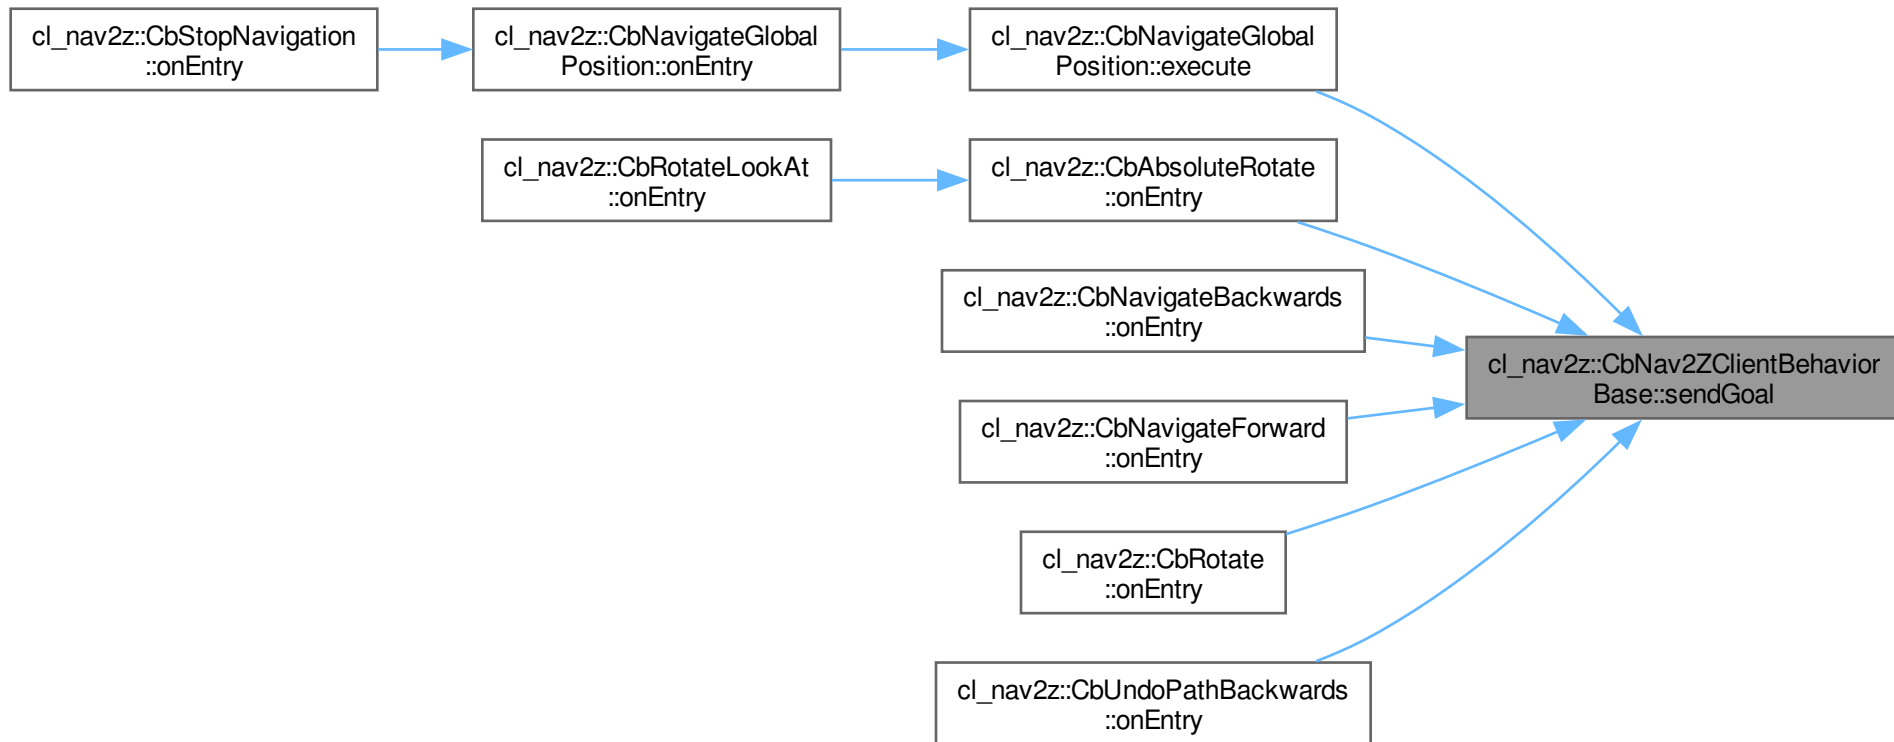 cl_nav2z::CbStopNavigation
::onEntry
cl_nav2z::CbNavigateGlobal
Position::onEntry
cl_nav2z::CbNavigateGlobal
Position::execute
cl_nav2z::CbRotateLookAt
::onEntry
cl_nav2z::CbAbsoluteRotate
::onEntry
cl_nav2z::CbNavigateBackwards
::onEntry
cl_nav2z::CbNav2ZClientBehavior
Base::sendGoal
cl_nav2z::CbNavigateForward
::onEntry
cl_nav2z::CbRotate
::onEntry
cl_nav2z::CbUndoPathBackwards
::onEntry